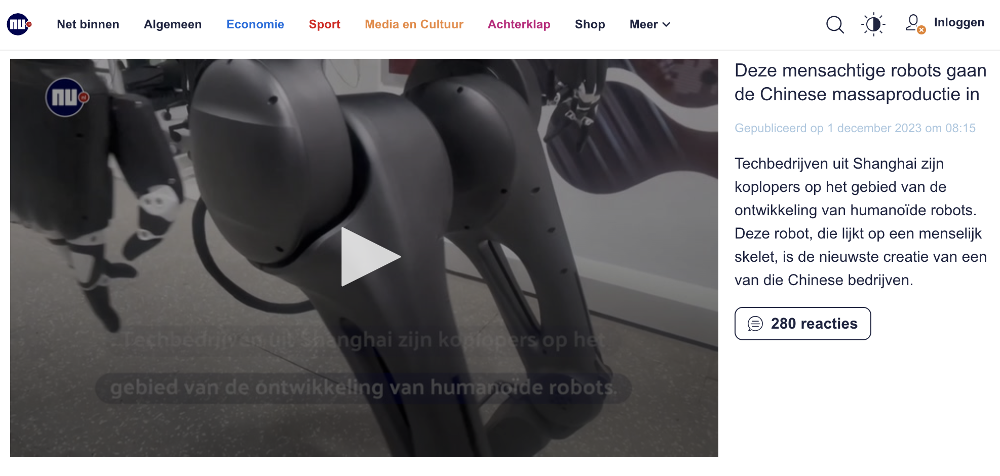 nu nl
Net binnen
Algemeen
Economie
Sport
Media en Cultuur
Achterklap
Shop
Meer
Inloggen
nu nl
Techbedrijven uit Shanghai zijn koplopers op het
gebied van de ontwikkeling van humanoïde robots.
Deze mensachtige robots gaan
de Chinese massaproductie in
Gepubliceerd op 1 december 2023 om 08:15
Techbedrijven uit Shanghai zijn
koplopers op het gebied van de
ontwikkeling van humanoïde robots.
Deze robot, die lijkt op een menselijk
skelet, is de nieuwste creatie van een
van die Chinese bedrijven.
280 reacties